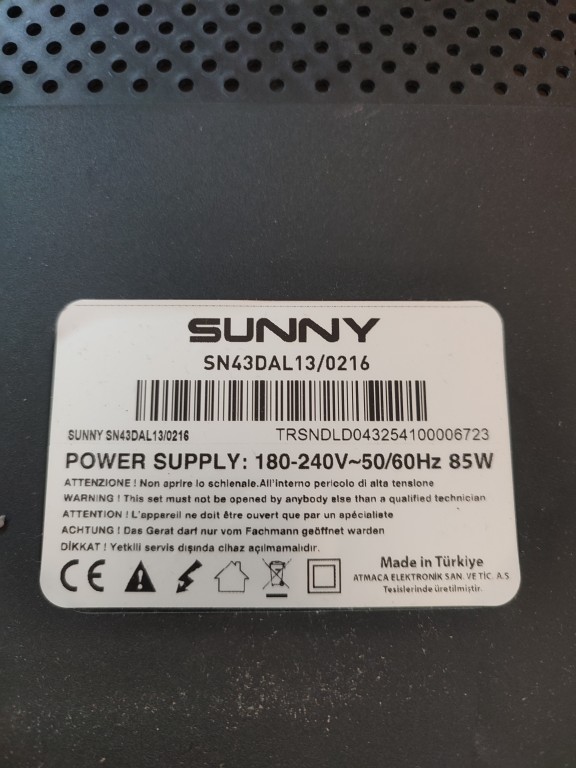 SUNNY
SN43DAL13/0216
SUNNY SN43DAL13/0216 TRSNDLD043254100006723
POWER SUPPLY: 180-240V~50/60Hz 85W
ATTENZIONE ! Non aprire lo schienale.All'interno pericolo di alta tensione
WARNING ! This set must not be opened by anybody else than a qualified technician
ATTENTION ! L'appareil ne doit être ouvert que par un spécialiste
ACHTUNG ! Das Gerat darf nur vom Fachmann geöffnet warden
DİKKAT ! Yetkili servis dışında cihaz açılmamalıdır.
CE
Made in Türkiye
ATMACA ELEKTRONİK SAN. VE TİC. A.S
Tesislerinde üretilmiştir.